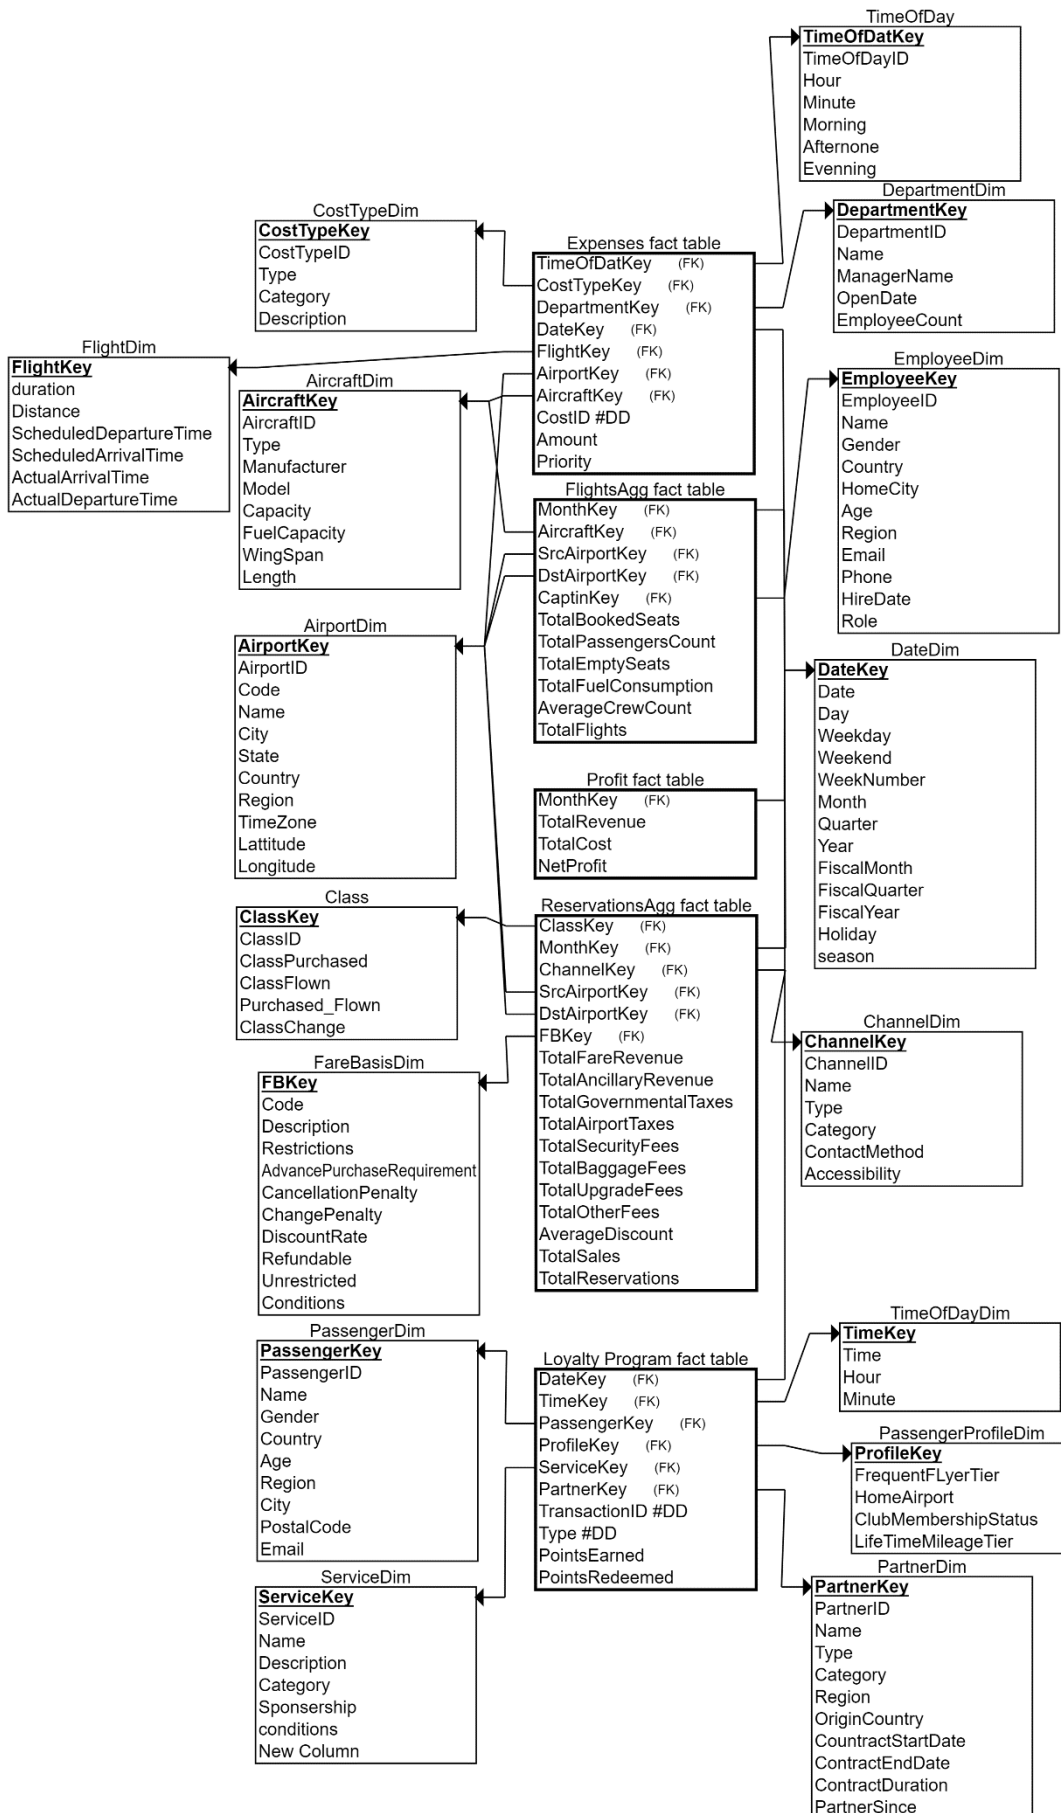 TimeOfDay
TimeOfDatKey
TimeOfDayID
Hour
Minute
Morning
Afternone
Evenning
DepartmentDim
DepartmentKey
DepartmentID
Name
ManagerName
OpenDate
EmployeeCount
CostTypeDim
CostTypeKey
CostTypeID
Type
Category
Description
Expenses fact table
TimeOfDatKey (FK)
CostTypeKey (FK)
DepartmentKey (FK)
DateKey (FK)
FlightKey (FK)
AirportKey (FK)
AircraftKey (FK)
CostID #DD
Amount
Priority
FlightDim
FlightKey
duration
Distance
ScheduledDepartureTime
ScheduledArrivalTime
ActualArrivalTime
ActualDepartureTime
AircraftDim
AircraftKey
AircraftID
Type
Manufacturer
Model
Capacity
FuelCapacity
WingSpan
Length
EmployeeDim
EmployeeKey
EmployeeID
Name
Gender
Country
HomeCity
Age
Region
Email
Phone
HireDate
Role
FlightsAgg fact table
MonthKey (FK)
AircraftKey (FK)
SrcAirportKey (FK)
DstAirportKey (FK)
CaptinKey (FK)
TotalBookedSeats
TotalPassengersCount
TotalEmptySeats
TotalFuelConsumption
AverageCrewCount
TotalFlights
AirportDim
AirportKey
AirportID
Code
Name
City
State
Country
Region
TimeZone
Lattitude
Longitude
DateDim
DateKey
Date
Day
Weekday
Weekend
WeekNumber
Month
Quarter
Year
FiscalMonth
FiscalQuarter
FiscalYear
Holiday
season
Profit fact table
MonthKey (FK)
TotalRevenue
TotalCost
NetProfit
Class
ClassKey
ClassID
ClassPurchased
ClassFlown
Purchased_Flown
ClassChange
ReservationsAgg fact table
ClassKey (FK)
MonthKey (FK)
ChannelKey (FK)
SrcAirportKey (FK)
DstAirportKey (FK)
FBKey (FK)
TotalFareRevenue
TotalAncillaryRevenue
TotalGovernmentalTaxes
TotalAirportTaxes
TotalSecurityFees
TotalBaggageFees
TotalUpgradeFees
TotalOtherFees
AverageDiscount
TotalSales
TotalReservations
ChannelDim
ChannelKey
ChannelID
Name
Type
Category
ContactMethod
Accessibility
FareBasisDim
FBKey
Code
Description
Restrictions
AdvancePurchaseRequirement
CancellationPenalty
ChangePenalty
DiscountRate
Refundable
Unrestricted
Conditions
TimeOfDayDim
TimeKey
Time
Hour
Minute
PassengerDim
PassengerKey
PassengerID
Name
Gender
Country
Age
Region
City
PostalCode
Email
Loyalty Program fact table
DateKey (FK)
TimeKey (FK)
PassengerKey (FK)
ProfileKey (FK)
ServiceKey (FK)
PartnerKey (FK)
TransactionID #DD
Type #DD
PointsEarned
PointsRedeemed
PassengerProfileDim
ProfileKey
FrequentFLyerTier
HomeAirport
ClubMembershipStatus
LifeTimeMileageTier
ServiceDim
ServiceKey
ServiceID
Name
Description
Category
Sponsership
conditions
New Column
PartnerDim
PartnerKey
PartnerID
Name
Type
Category
Region
OriginCountry
CountractStartDate
ContractEndDate
ContractDuration
PartnerSince